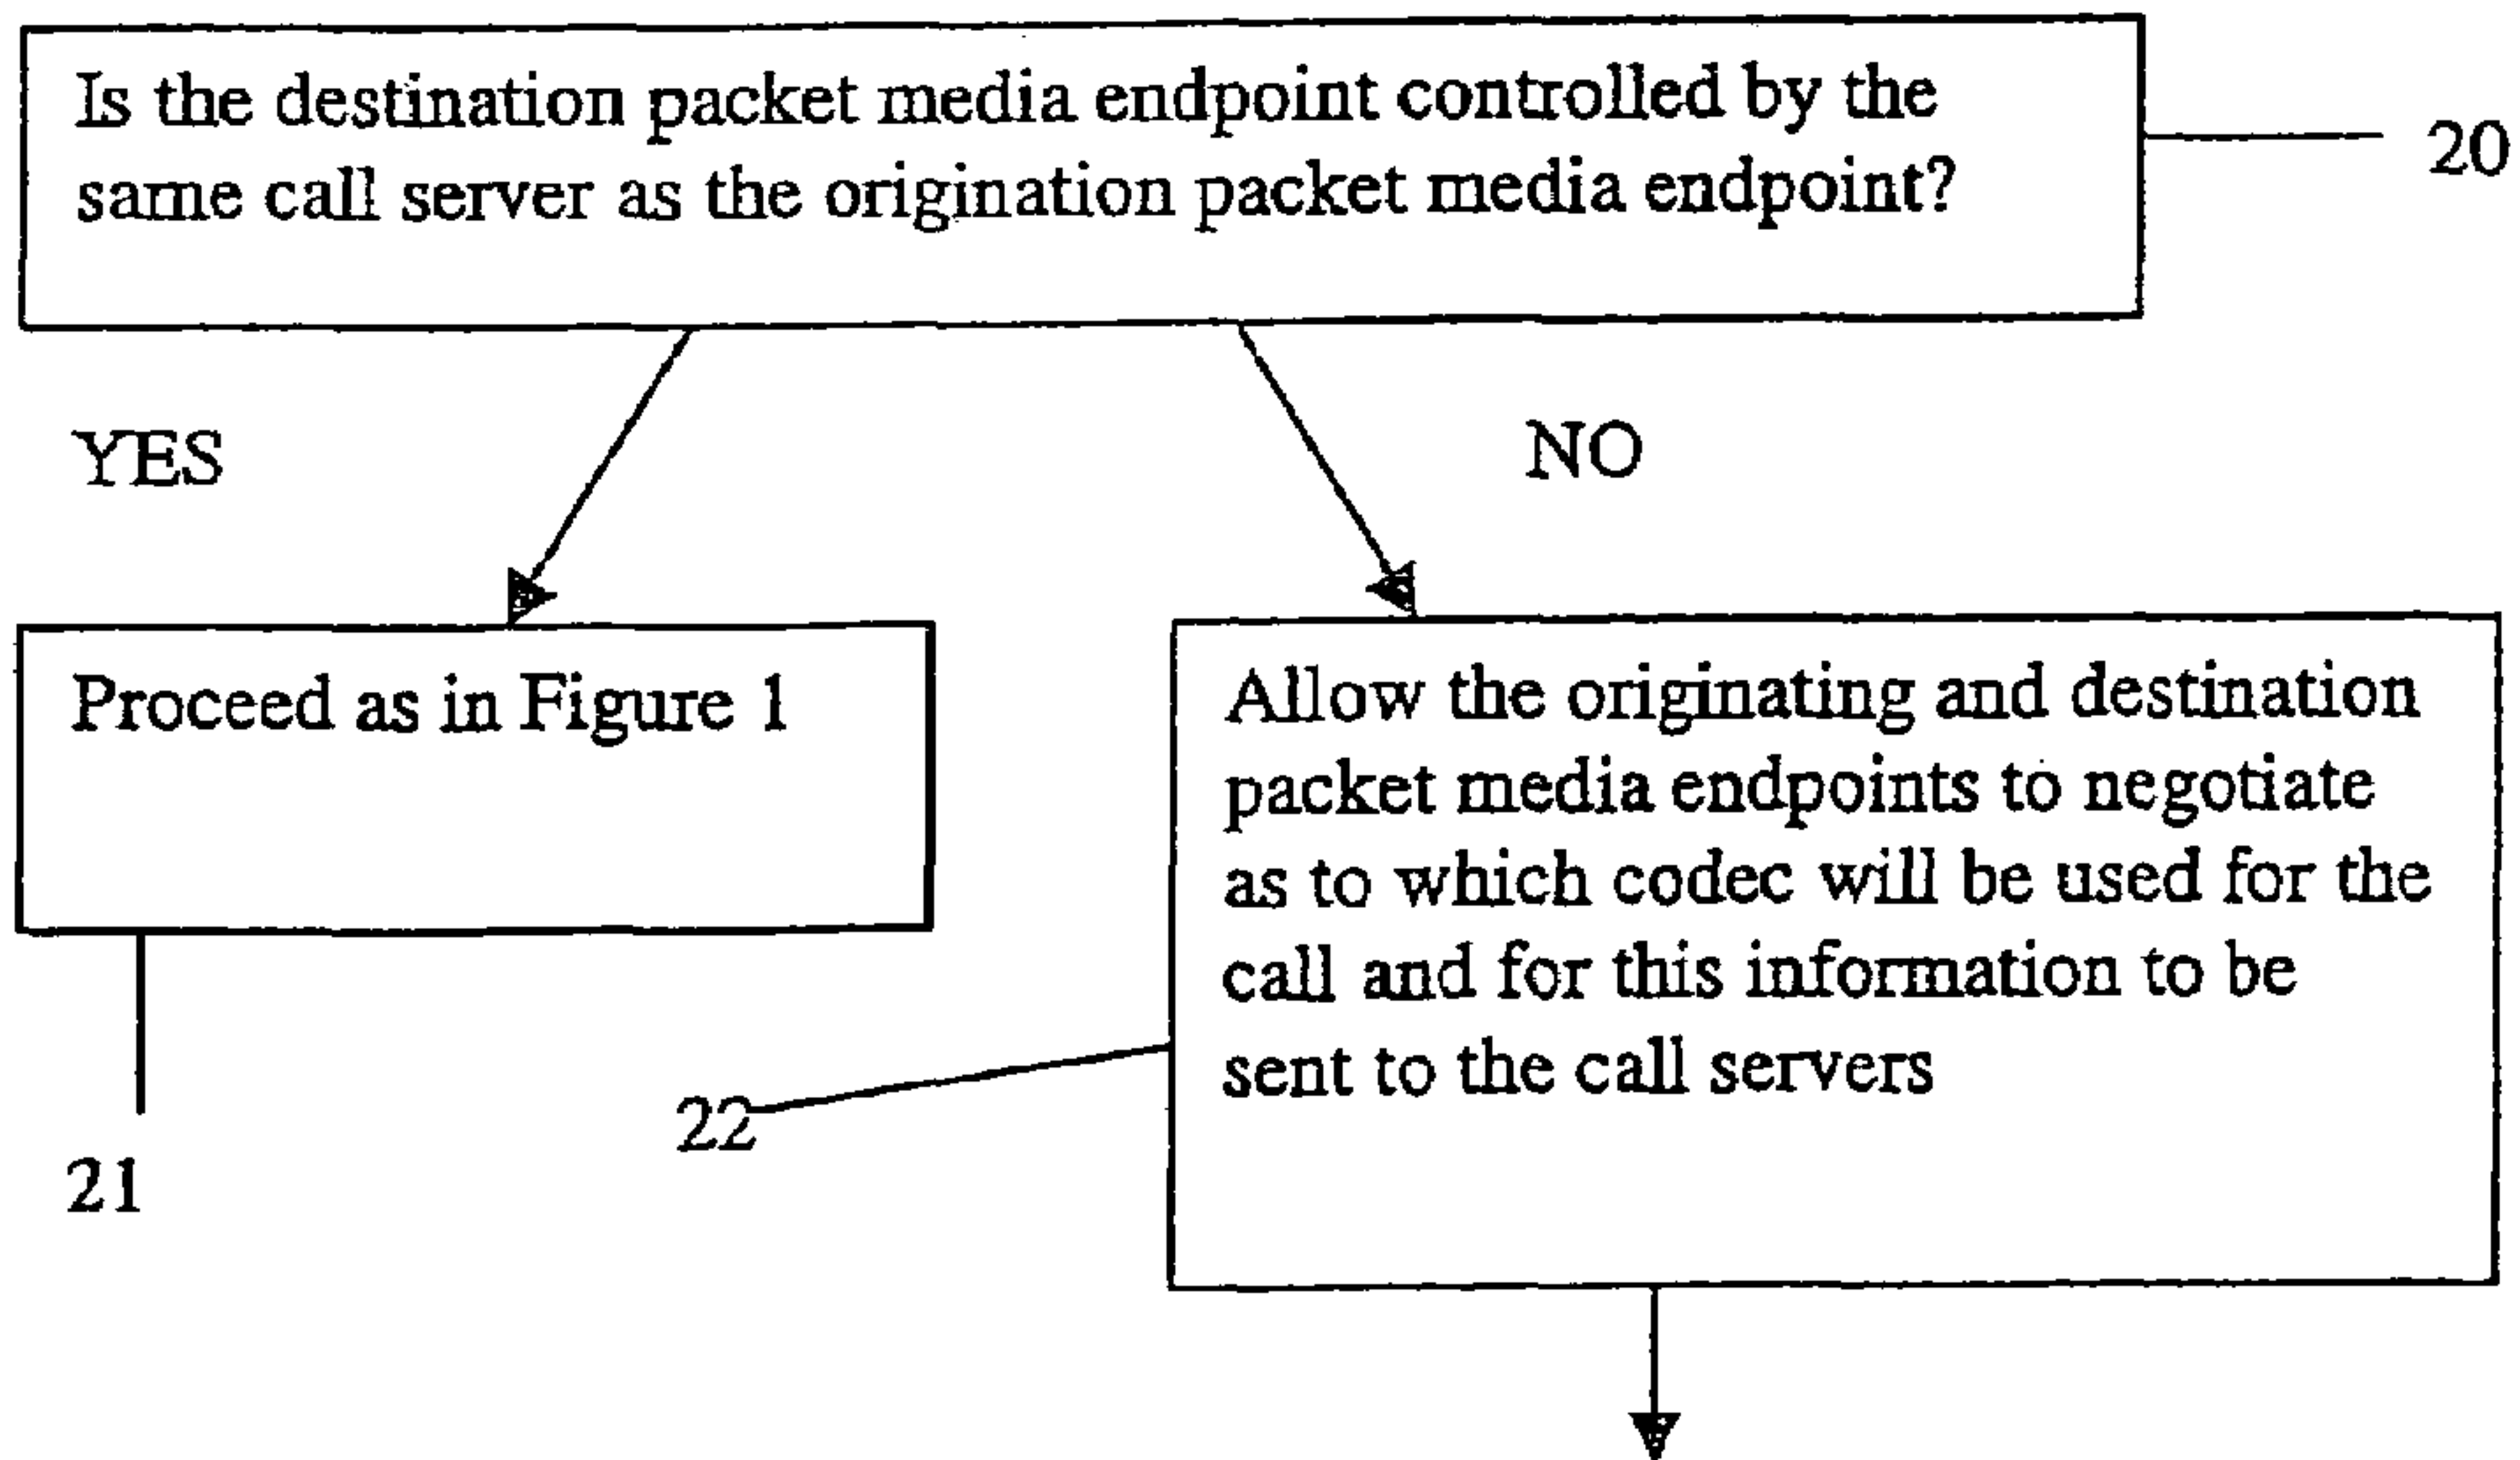 Is the destination packet media endpoint controlled by the
same call server as the origination packet media endpoint?
20
YES
NO
Proceed as in Figure 1
Allow the originating and destination
packet media endpoints to negotiate
as to which codec will be used for the
call and for this information to be
sent to the call servers
22
21